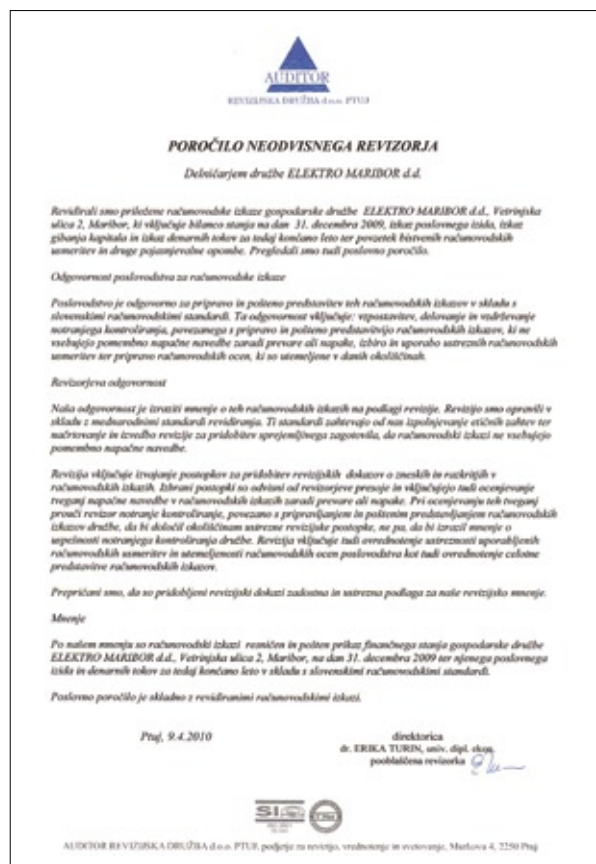 AUDITOR
REVIZIJSKA DRUŽBA d.o.o. PTUJ
POROČILO NEODVISNEGA REVIZORJA
Delničarjem družbe ELEKTRO MARIBOR d.d.
Revidirali smo priložene računovodske izkaze gospodarske družbe ELEKTRO MARIBOR d.d., Vetrinjska
ulica 2, Maribor, ki vključuje bilanco stanja na dan 31. decembra 2009, izkaz poslovnega izida, izkaz
gibanja kapitala in izkaz denarnih tokov za tedaj končano leto ter povzetek bistvenih računovodskih
usmeritev in druge pojasnjevalne opombe. Pregledali smo tudi poslovno poročilo.
Odgovornost poslovodstva za računovodske izkaze
Poslovodstvo je odgovorno za pripravo in pošteno predstavitev teh računovodskih izkazov v skladu s
slovenskimi računovodskimi standardi. Ta odgovornost vključuje: vzpostavitev, delovanje in vzdrževanje
notranjega kontroliranja, povezanega s pripravo in pošteno predstavitvijo računovodskih izkazov, ki ne
vsebujejo pomembno napačne navedbe zaradi prevare ali napake, izbiro in uporabo ustreznih računovodskih
usmeritev ter pripravo računovodskih ocen, ki so utemeljene v danih okoliščinah.
Revizorjeva odgovornost
Naša odgovornost je izraziti mnenje o teh računovodskih izkazih na podlagi revizije. Revizijo smo opravili v
skladu z mednarodnimi standardi revidiranja. Ti standardi zahtevajo od nas izpolnjevanje etičnih zahtev ter
načrtovanje in izvedbo revizije za pridobitev sprejemljivega zagotovila, da računovodski izkazi ne vsebujejo
pomembno napačne navedbe.
Revizija vključuje izvajanje postopkov za pridobitev revizijskih dokazov o zneskih in razkritjih v
računovodskih izkazih. Izbrani postopki so odvisni od revizorjeve presoje in vključujejo tudi ocenjevanje
tveganj napačne navedbe v računovodskih izkazih zaradi prevare ali napake. Pri ocenjevanju teh tveganj
prouči revizor notranje kontroliranje, povezano s pripravljanjem in poštenim predstavljanjem računovodskih
izkazov družbe, da bi določil okoliščinam ustrezne revizijske postopke, ne pa, da bi izrazil mnenje o
uspešnosti notranjega kontroliranja družbe. Revizija vključuje tudi ovrednotenje ustreznosti uporabljenih
računovodskih usmeritev in utemeljenosti računovodskih ocen poslovodstva kot tudi ovrednotenje celotne
predstavitve računovodskih izkazov.
Prepričani smo, da so pridobljeni revizijski dokazi zadostna in ustrezna podlaga za naše revizijsko mnenje.
Mnenje
Po našem mnenju so računovodski izkazi resničen in pošten prikaz finančnega stanja gospodarske družbe
ELEKTRO MARIBOR d.d., Vetrinjska ulica 2, Maribor, na dan 31. decembra 2009 ter njenega poslovnega
izida in denarnih tokov za tedaj končano leto v skladu s slovenskimi računovodskimi standardi.
Poslovno poročilo je skladno z revidiranimi računovodskimi izkazi.
Ptuj, 9.4.2010
direktorica
dr. ERIKA TURIN, univ. dipl. ekon.
pooblaščena revizorka
AUDITOR REVIZIJSKA DRUŽBA d.o.o. PTUJ, podjetje za revizijo, vrednotenje in svetovanje, Murkova 4, 2250 Ptuj